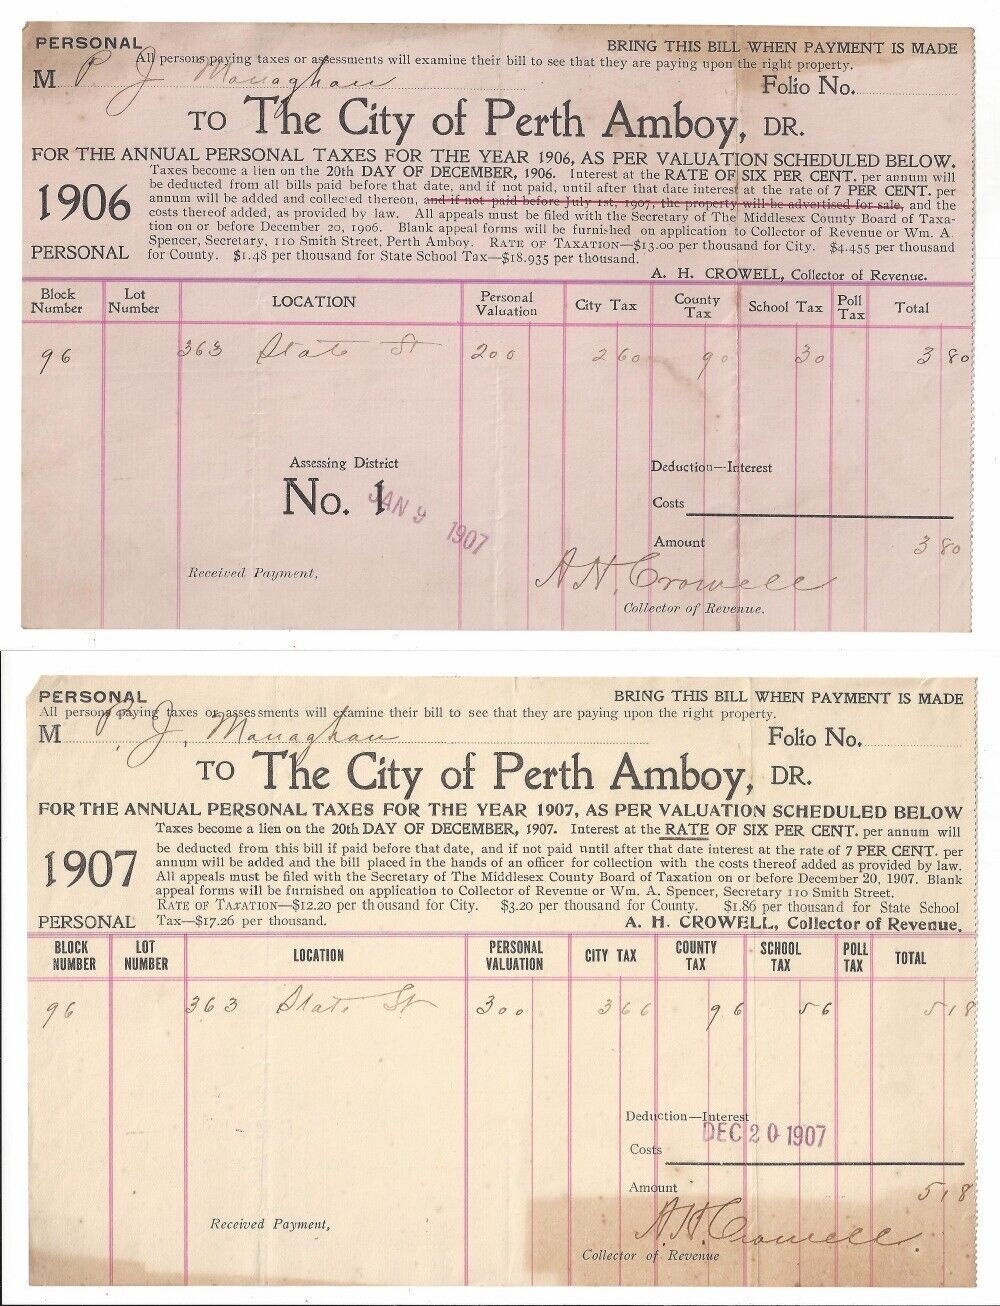 PERSONAL
BRING THIS BILL WHEN PAYMENT IS MADE
All persons paying taxes or assessments will examine their bill to see that they are paying upon the right property.
M P. J Monaghan Folio No.
TO The City of Perth Amboy, DR.
FOR THE ANNUAL PERSONAL TAXES FOR THE YEAR 1906, AS PER VALUATION SCHEDULED BELOW.
1906
PERSONAL
Taxes become a lien on the 20th DAY OF DECEMBER, 1906. Interest at the RATE OF SIX PER CENT. per annum will
be deducted from all bills paid before that date, and if not paid, until after that date interest at the rate of 7 PER CENT. per
annum will be added and collected thereon, and if not paid before July 1st, 1907, the property will be advertised for sale, and the
costs thereof added, as provided by law. All appeals must be filed with the Secretary of The Middlesex County Board of Taxa-
tion on or before December 20, 1906. Blank appeal forms will be furnished on application to Collector of Revenue or Wm. A.
Spencer, Secretary, 110 Smith Street, Perth Amboy. RATE OF TAXATION—$13.00 per thousand for City. $4.455 per thousand
for County. $1.48 per thousand for State School Tax—$18.935 per thousand.
A. H. CROWELL, Collector of Revenue.
Block Number Lot Number LOCATION Personal Valuation City Tax County Tax School Tax Poll Tax Total
96 363 State St 200 2 60 90 30 3 80
Assessing District
No. 1
JAN 9 1907
Deduction—Interest
Costs
Amount 3 80
Received Payment,
A H. Crowell
Collector of Revenue.
PERSONAL
BRING THIS BILL WHEN PAYMENT IS MADE
All persons paying taxes or assessments will examine their bill to see that they are paying upon the right property.
M P. J. Monaghan Folio No.
TO The City of Perth Amboy, DR.
FOR THE ANNUAL PERSONAL TAXES FOR THE YEAR 1907, AS PER VALUATION SCHEDULED BELOW
1907
PERSONAL
Taxes become a lien on the 20th DAY OF DECEMBER, 1907. Interest at the RATE OF SIX PER CENT. per annum will
be deducted from this bill if paid before that date, and if not paid until after that date interest at the rate of 7 PER CENT. per
annum will be added and the bill placed in the hands of an officer for collection with the costs thereof added as provided by law.
All appeals must be filed with the Secretary of The Middlesex County Board of Taxation on or before December 20, 1907. Blank
appeal forms will be furnished on application to Collector of Revenue or Wm. A. Spencer, Secretary 110 Smith Street.
RATE OF TAXATION—$12.20 per thousand for City. $3.20 per thousand for County. $1.86 per thousand for State School
Tax—$17.26 per thousand.
A. H. CROWELL, Collector of Revenue.
BLOCK NUMBER LOT NUMBER LOCATION PERSONAL VALUATION CITY TAX COUNTY TAX SCHOOL TAX POLL TAX TOTAL
96 363 State St 300 3 66 96 56 5 18
Deduction—Interest
DEC 20 1907
Costs
Amount 5 18
Received Payment,
A. H. Crowell.
Collector of Revenue